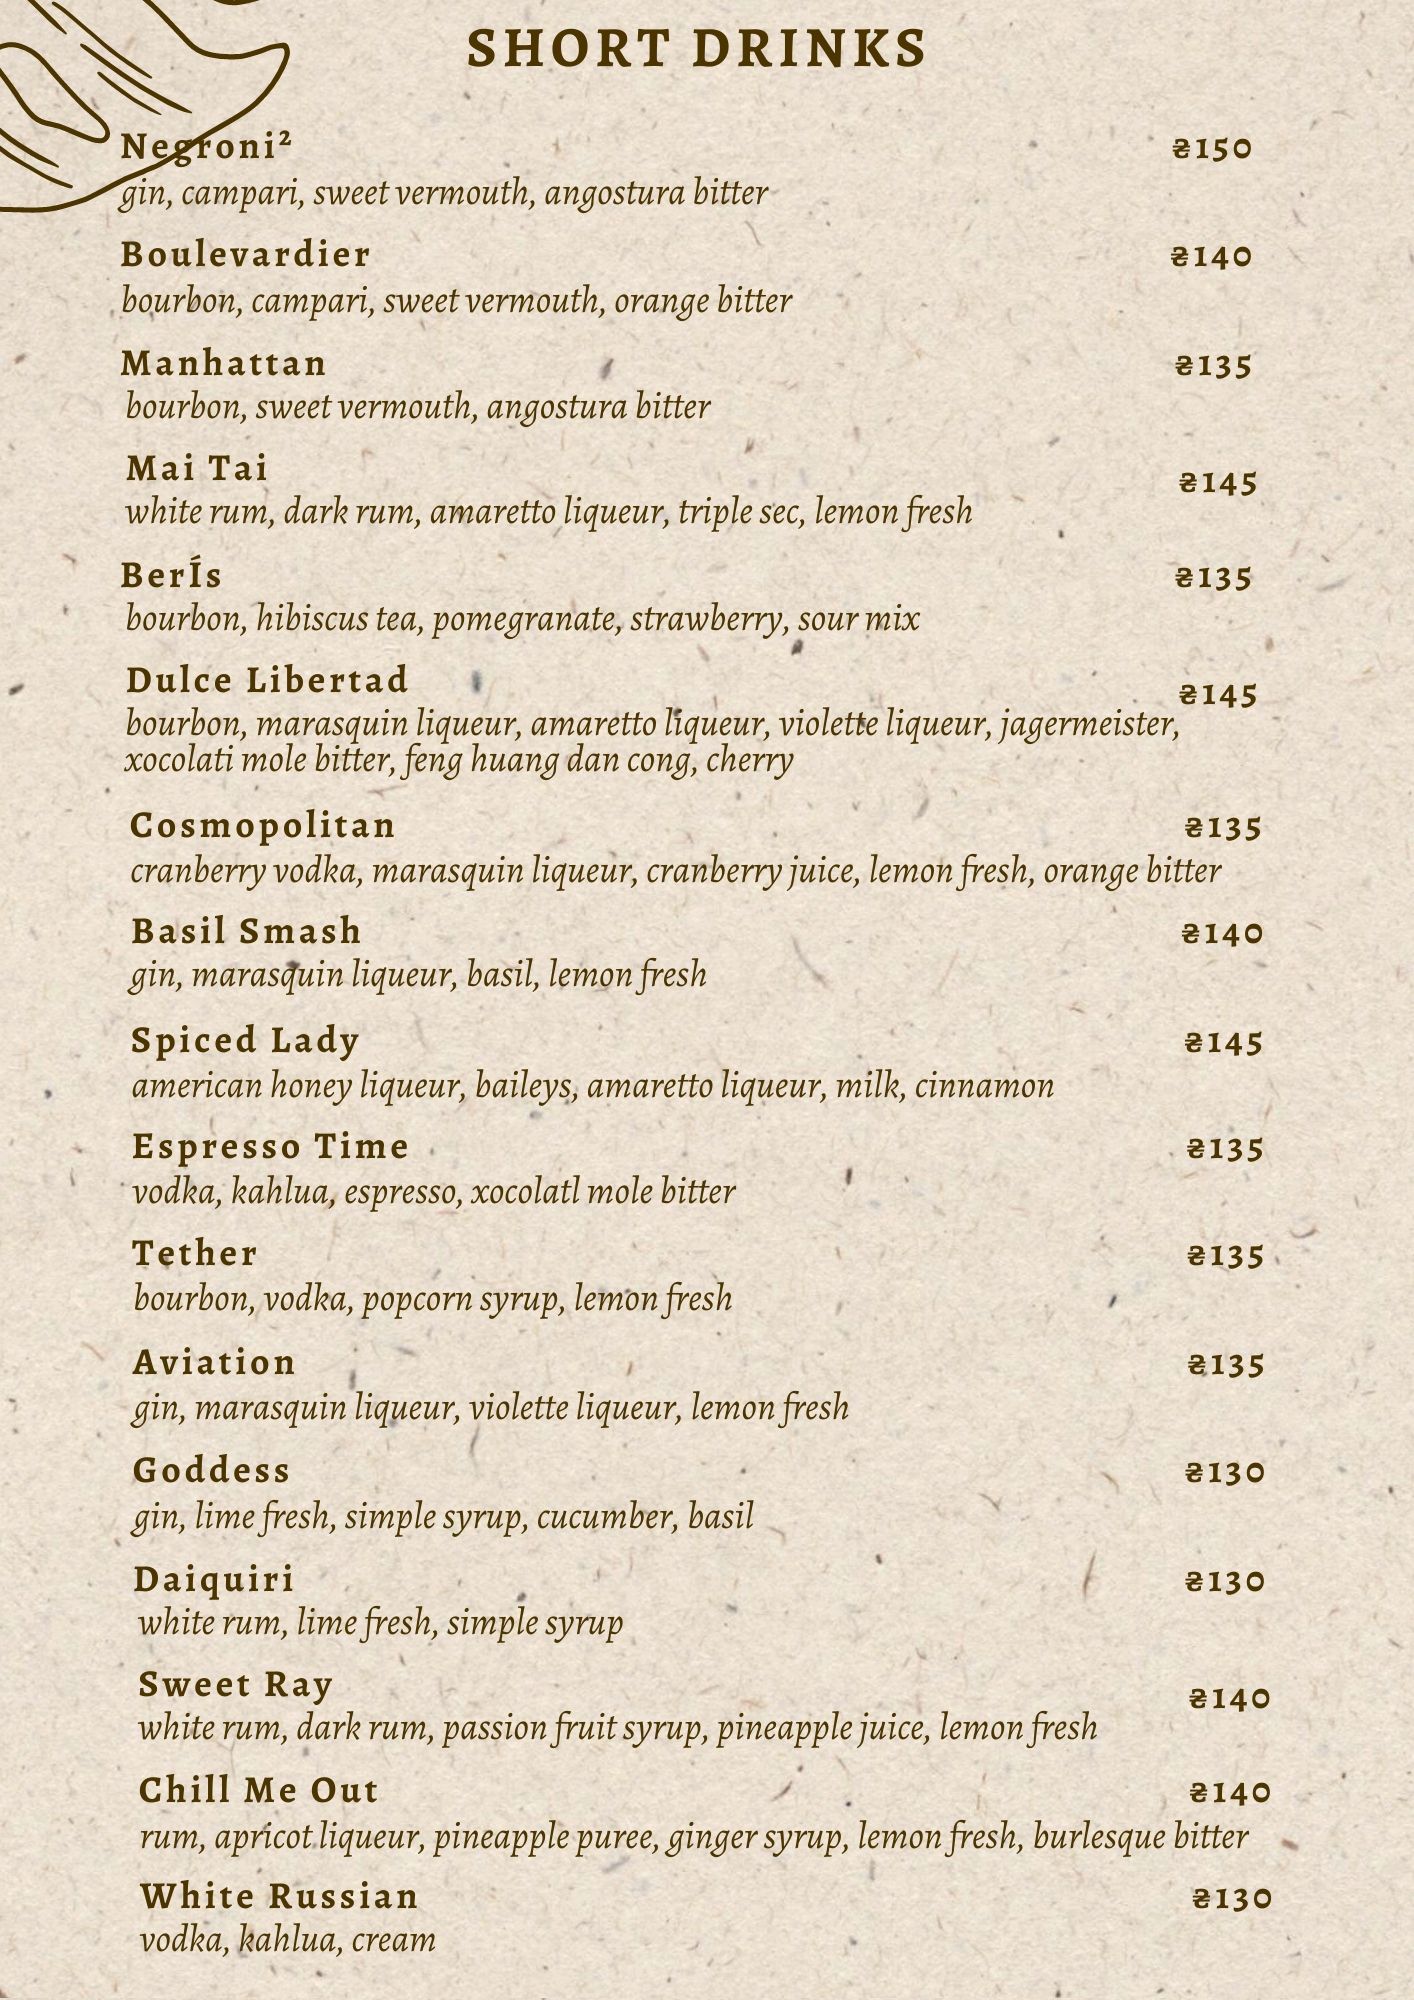 SHORT DRINKS
Negroni² ₴150
gin, campari, sweet vermouth, angostura bitter
Boulevardier ₴140
bourbon, campari, sweet vermouth, orange bitter
Manhattan ₴135
bourbon, sweet vermouth, angostura bitter
Mai Tai ₴145
white rum, dark rum, amaretto liqueur, triple sec, lemon fresh
BerÍs ₴135
bourbon, hibiscus tea, pomegranate, strawberry, sour mix
Dulce Libertad ₴145
bourbon, marasquin liqueur, amaretto liqueur, violette liqueur, jagermeister,
xocolati mole bitter, feng huang dan cong, cherry
Cosmopolitan ₴135
cranberry vodka, marasquin liqueur, cranberry juice, lemon fresh, orange bitter
Basil Smash ₴140
gin, marasquin liqueur, basil, lemon fresh
Spiced Lady ₴145
american honey liqueur, baileys, amaretto liqueur, milk, cinnamon
Espresso Time ₴135
vodka, kahlua, espresso, xocolatl mole bitter
Tether ₴135
bourbon, vodka, popcorn syrup, lemon fresh
Aviation ₴135
gin, marasquin liqueur, violette liqueur, lemon fresh
Goddess ₴130
gin, lime fresh, simple syrup, cucumber, basil
Daiquiri ₴130
white rum, lime fresh, simple syrup
Sweet Ray ₴140
white rum, dark rum, passion fruit syrup, pineapple juice, lemon fresh
Chill Me Out ₴140
rum, apricot liqueur, pineapple puree, ginger syrup, lemon fresh, burlesque bitter
White Russian ₴130
vodka, kahlua, cream